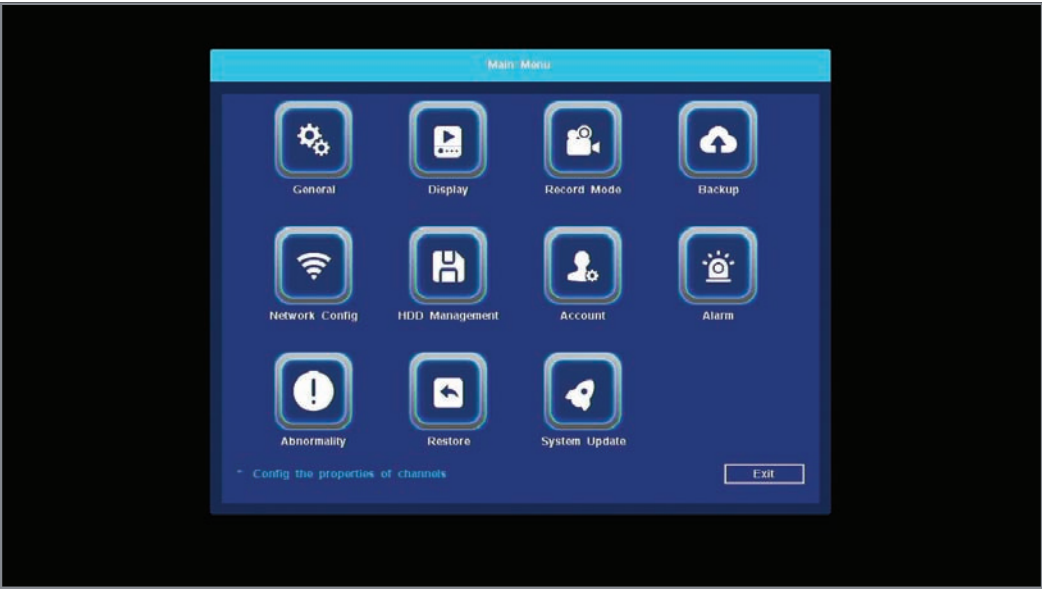 Main Menu
General Display Record Mode Backup
Network Config HDD Management Account Alarm
Abnormality Restore System Update
* Config the properties of channels Exit